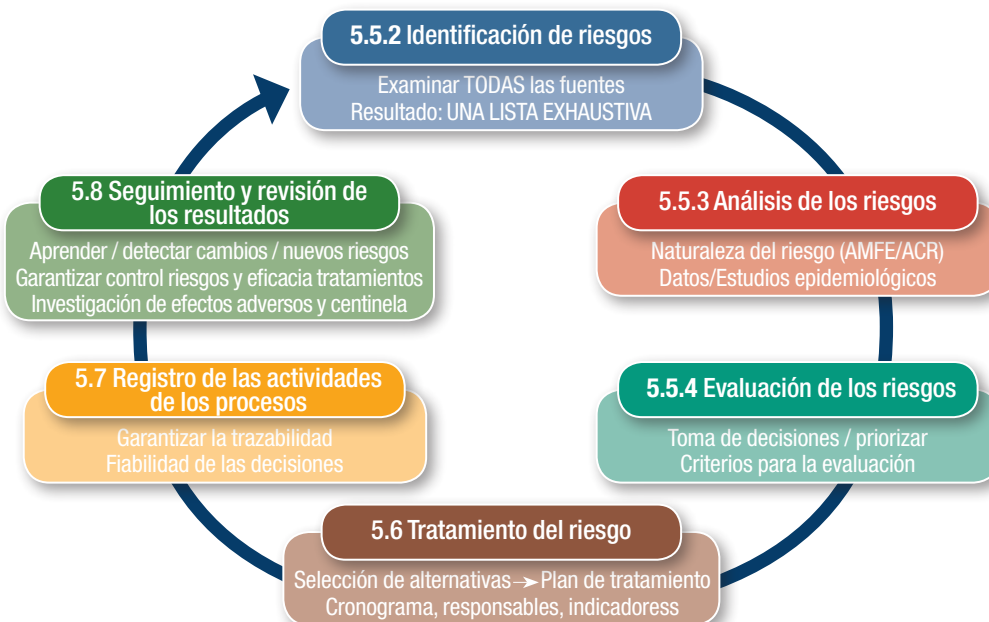 5.5.2 Identificación de riesgos
Examinar TODAS las fuentes
Resultado: UNA LISTA EXHAUSTIVA
5.5.3 Análisis de los riesgos
Naturaleza del riesgo (AMFE/ACR)
Datos/Estudios epidemiológicos
5.5.4 Evaluación de los riesgos
Toma de decisiones / priorizar
Criterios para la evaluación
5.6 Tratamiento del riesgo
Selección de alternativas→Plan de tratamiento
Cronograma, responsables, indicadoress
5.7 Registro de las actividades
de los procesos
Garantizar la trazabilidad
Fiabilidad de las decisiones
5.8 Seguimiento y revisión de
los resultados
Aprender / detectar cambios / nuevos riesgos
Garantizar control riesgos y eficacia tratamientos
Investigación de efectos adversos y centinela